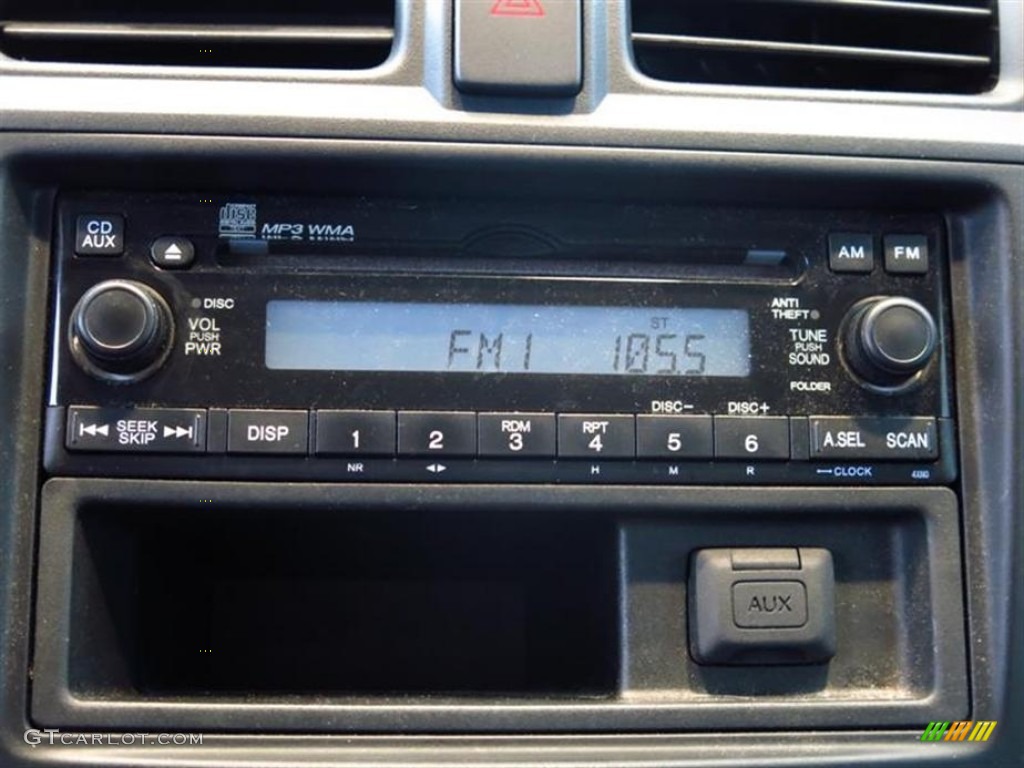 CD
AUX
MP3 WMA
AM
FM
DISC
VOL
PUSH
PWR
ST
FM1 105.5
ANTI
THEFT
TUNE
PUSH
SOUND
FOLDER
SEEK
SKIP
DISP
1
2
RDM
3
RPT
4
DISC-
5
DISC+
6
A.SEL
SCAN
NR
H
M
R
CLOCK
AUX
GTCARLOT.COM